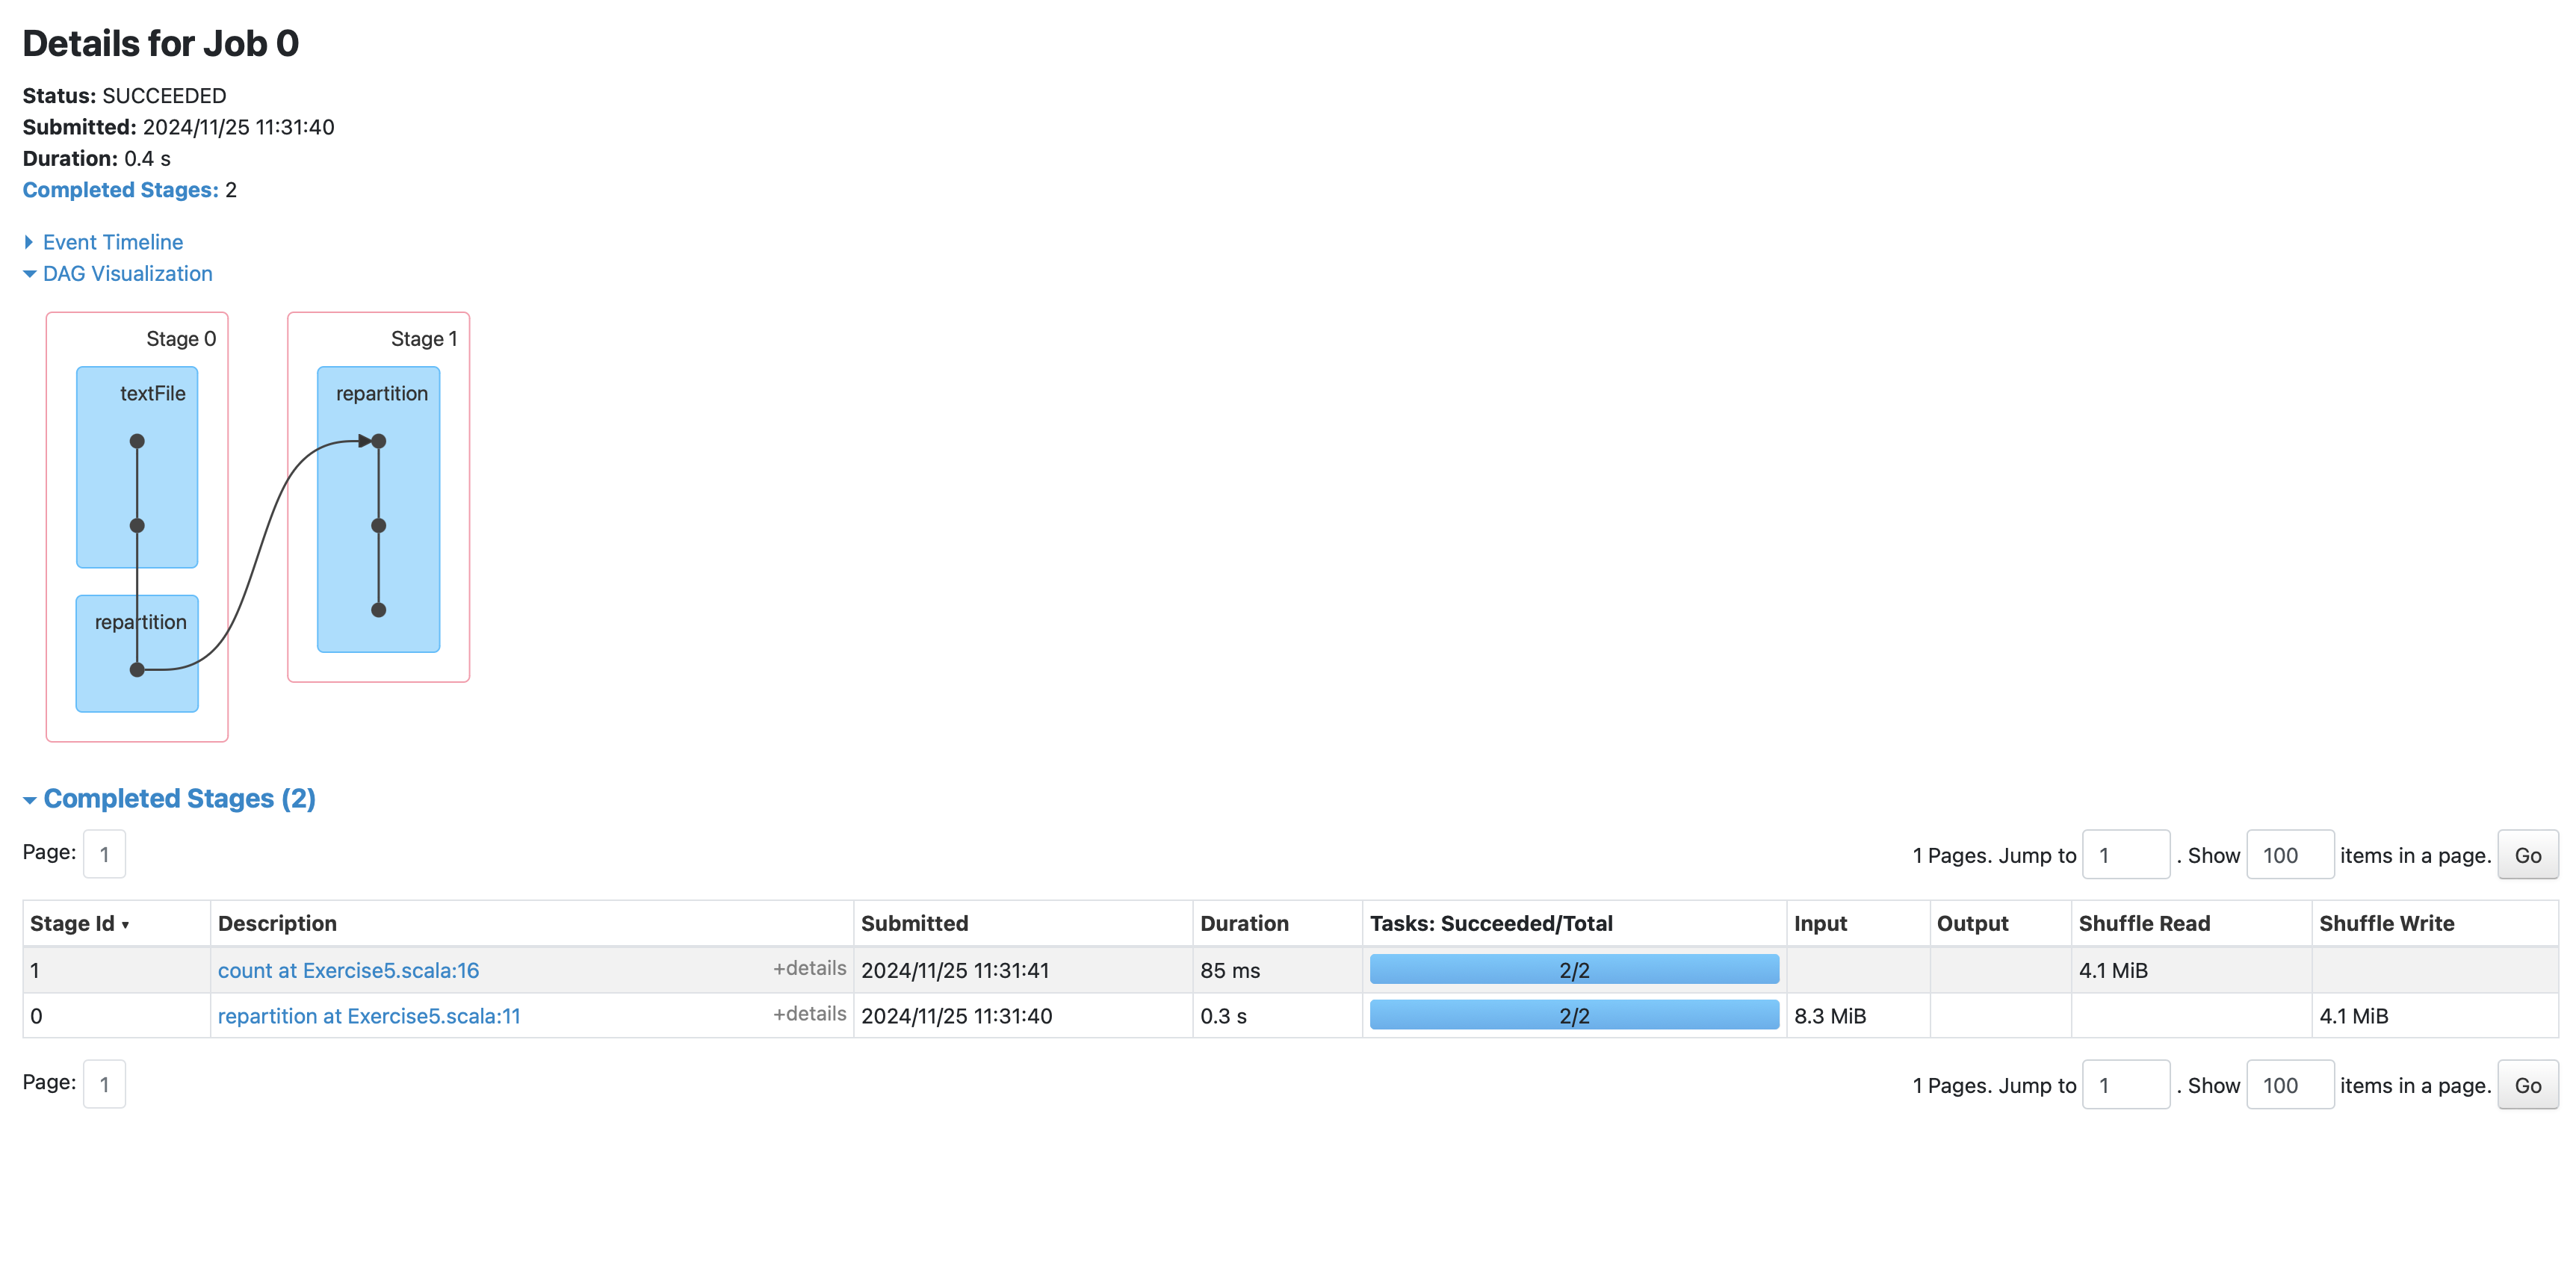 Details for Job 0
Status: SUCCEEDED
Submitted: 2024/11/25 11:31:40
Duration: 0.4 s
Completed Stages: 2
Event Timeline
DAG Visualization
Stage 0
textFile
repartition
Stage 1
repartition
Completed Stages (2)
Page: 1
1 Pages. Jump to 1 . Show 100 items in a page. Go
Stage Id ▾ Description Submitted Duration Tasks: Succeeded/Total Input Output Shuffle Read Shuffle Write
1 count at Exercise5.scala:16 +details 2024/11/25 11:31:41 85 ms 2/2 4.1 MiB
0 repartition at Exercise5.scala:11 +details 2024/11/25 11:31:40 0.3 s 2/2 8.3 MiB 4.1 MiB
Page: 1
1 Pages. Jump to 1 . Show 100 items in a page. Go